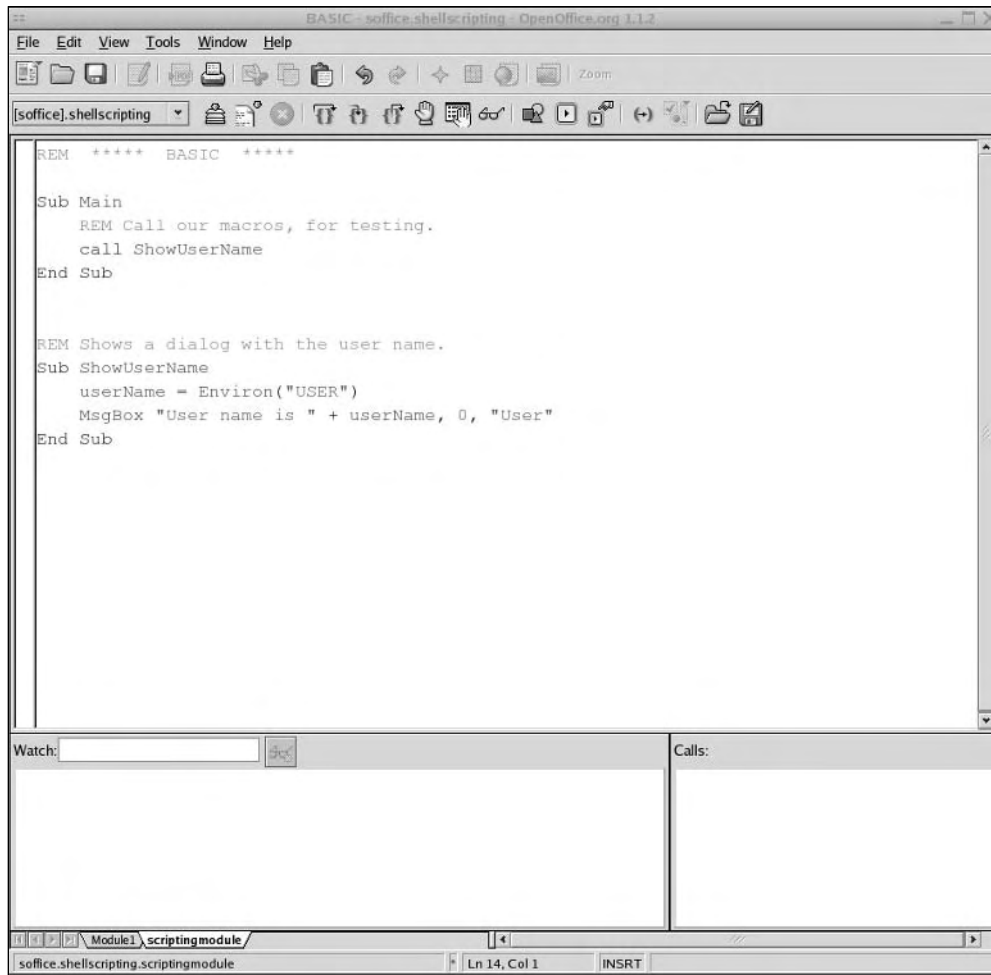 BASIC - soffice.shellscripting - OpenOffice.org 1.1.2
File Edit View Tools Window Help
Zoom
[soffice].shellscripting
REM ***** BASIC *****
Sub Main
REM Call our macros, for testing.
call ShowUserName
End Sub
REM Shows a dialog with the user name.
Sub ShowUserName
userName = Environ("USER")
MsgBox "User name is " + userName, 0, "User"
End Sub
Watch:
Calls:
Module1 scriptingmodule
soffice.shellscripting.scriptingmodule * Ln 14, Col 1 INSRT